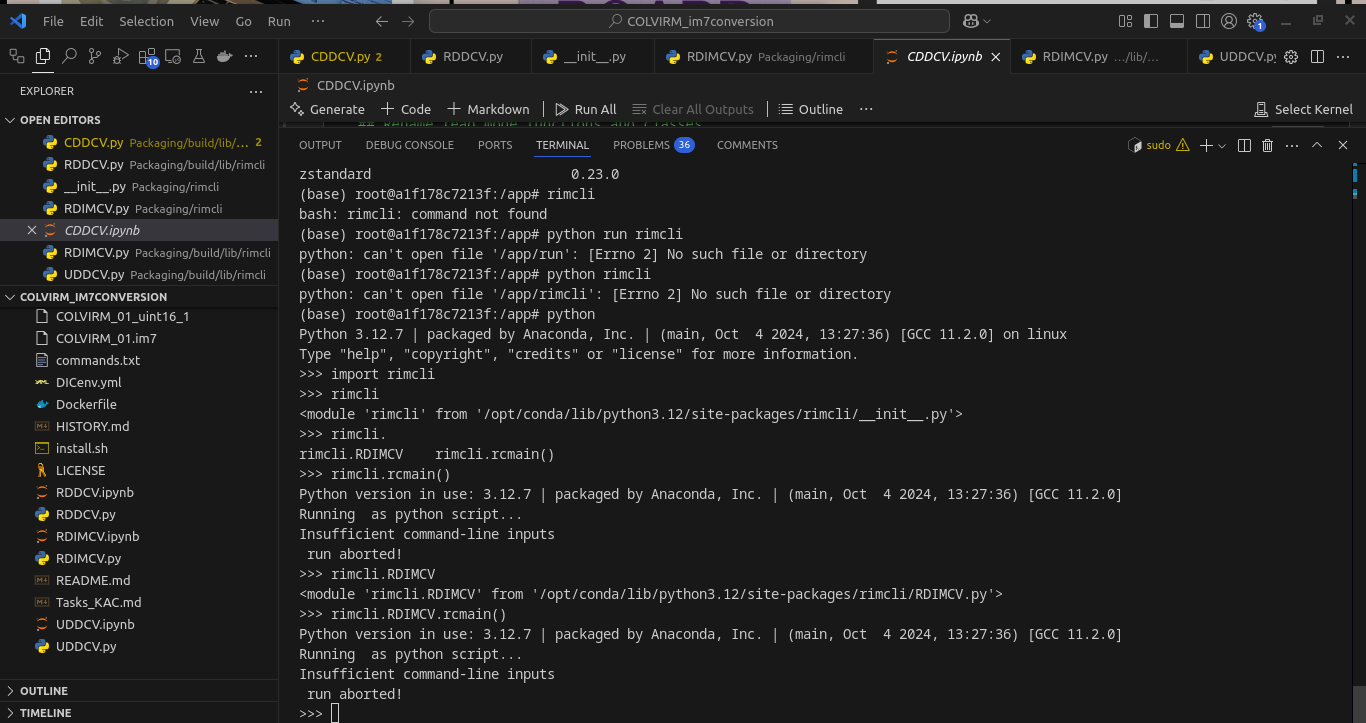 File Edit Selection View Go Run ··· COLVIRM_im7conversion 1
10 CDDCV.py 2 RDDCV.py __init__.py RDIMCV.py Packaging/rimcli CDDCV.ipynb RDIMCV.py .../lib/... UDDCV.py
EXPLORER
CDDCV.ipynb
Generate Code Markdown Run All Clear All Outputs Outline Select Kernel
OPEN EDITORS
CDDCV.py Packaging/build/lib/... 2
RDDCV.py Packaging/build/lib/rimcli
__init__.py Packaging/rimcli
RDIMCV.py Packaging/rimcli
CDDCV.ipynb
RDIMCV.py Packaging/build/lib/rimcli
UDDCV.py Packaging/build/lib/rimcli
COLVIRM_IM7CONVERSION
COLVIRM_01_uint16_1
COLVIRM_01.im7
commands.txt
DICenv.yml
Dockerfile
HISTORY.md
install.sh
LICENSE
RDDCV.ipynb
RDDCV.py
RDIMCV.ipynb
RDIMCV.py
README.md
Tasks_KAC.md
UDDCV.ipynb
UDDCV.py
OUTLINE
TIMELINE
OUTPUT DEBUG CONSOLE PORTS TERMINAL PROBLEMS 36 COMMENTS sudo
zstandard 0.23.0
(base) root@a1f178c7213f:/app# rimcli
bash: rimcli: command not found
(base) root@a1f178c7213f:/app# python run rimcli
python: can't open file '/app/run': [Errno 2] No such file or directory
(base) root@a1f178c7213f:/app# python rimcli
python: can't open file '/app/rimcli': [Errno 2] No such file or directory
(base) root@a1f178c7213f:/app# python
Python 3.12.7 | packaged by Anaconda, Inc. | (main, Oct  4 2024, 13:27:36) [GCC 11.2.0] on linux
Type "help", "copyright", "credits" or "license" for more information.
>>> import rimcli
>>> rimcli
<module 'rimcli' from '/opt/conda/lib/python3.12/site-packages/rimcli/__init__.py'>
>>> rimcli.
rimcli.RDIMCV    rimcli.rcmain()
>>> rimcli.rcmain()
Python version in use: 3.12.7 | packaged by Anaconda, Inc. | (main, Oct  4 2024, 13:27:36) [GCC 11.2.0]
Running  as python script...
Insufficient command-line inputs
 run aborted!
>>> rimcli.RDIMCV
<module 'rimcli.RDIMCV' from '/opt/conda/lib/python3.12/site-packages/rimcli/RDIMCV.py'>
>>> rimcli.RDIMCV.rcmain()
Python version in use: 3.12.7 | packaged by Anaconda, Inc. | (main, Oct  4 2024, 13:27:36) [GCC 11.2.0]
Running  as python script...
Insufficient command-line inputs
 run aborted!
>>>